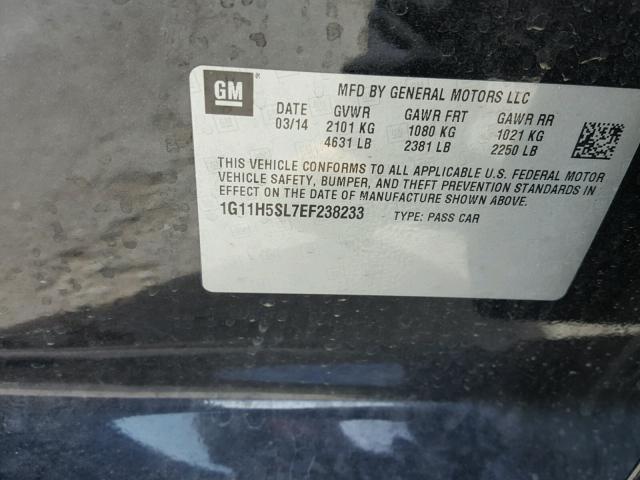 GM ®
MFD BY GENERAL MOTORS LLC
DATE GVWR GAWR FRT GAWR RR
03/14 2101 KG 1080 KG 1021 KG
4631 LB 2381 LB 2250 LB
THIS VEHICLE CONFORMS TO ALL APPLICABLE U.S. FEDERAL MOTOR
VEHICLE SAFETY, BUMPER, AND THEFT PREVENTION STANDARDS IN
EFFECT ON THE DATE OF MANUFACTURE SHOWN ABOVE.
1G11H5SL7EF238233 TYPE: PASS CAR